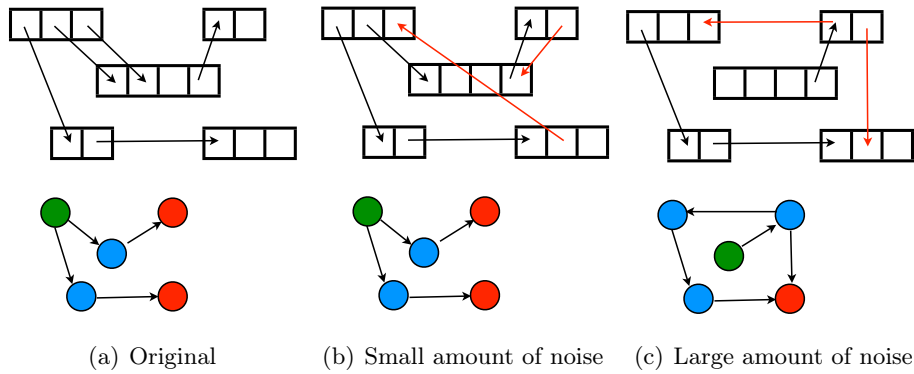 (a) Original
(b) Small amount of noise
(c) Large amount of noise